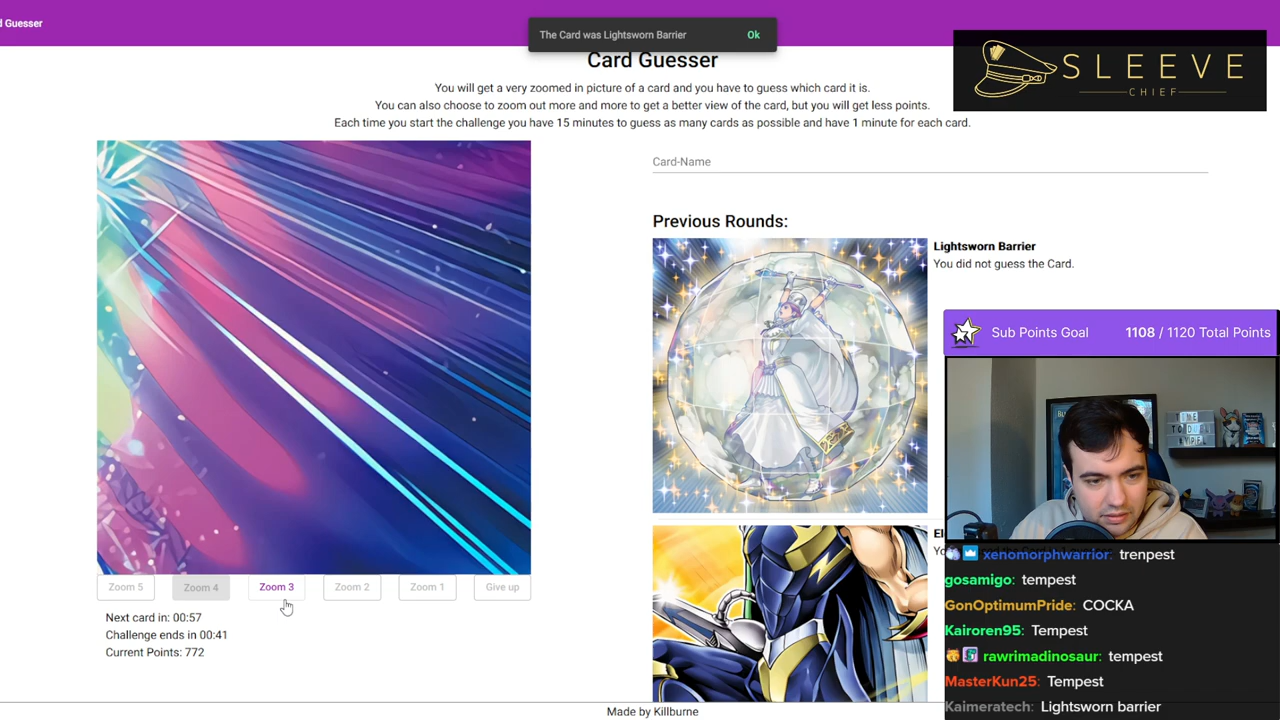 d Guesser
The Card was Lightsworn Barrier Ok
SLEEVE
CHIEF
Card Guesser
You will get a very zoomed in picture of a card and you have to guess which card it is.
You can also choose to zoom out more and more to get a better view of the card, but you will get less points.
Each time you start the challenge you have 15 minutes to guess as many cards as possible and have 1 minute for each card.
Card-Name
Previous Rounds:
Lightsworn Barrier
You did not guess the Card.
Sub Points Goal 1108 / 1120 Total Points
El
Yo
xenomorphwarrior: trenpest
gosamigo: tempest
GonOptimumPride: COCKA
Kairoren95: Tempest
rawrimadinosaur: tempest
MasterKun25: Tempest
Kaimeratech: Lightsworn barrier
Zoom 5 Zoom 4 Zoom 3 Zoom 2 Zoom 1 Give up
Next card in: 00:57
Challenge ends in 00:41
Current Points: 772
Made by Killburne